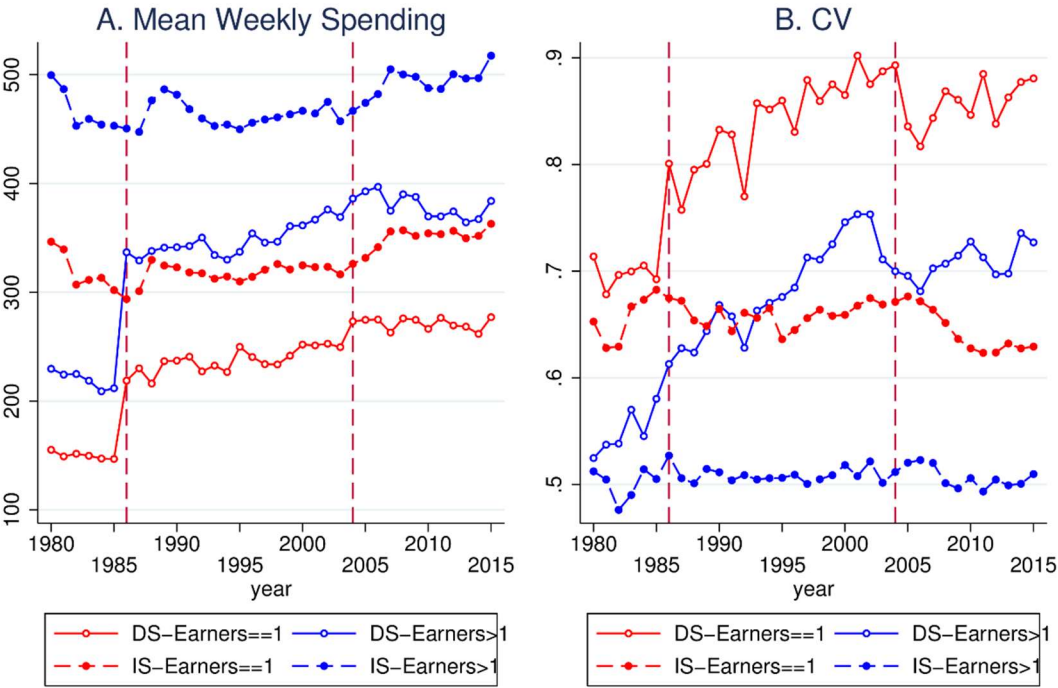 A. Mean Weekly Spending
500
400
300
200
100
1980
1990
2000
2010
1985
1995
2005
2015
year
DS-Earners==1
DS-Earners>1
IS-Earners==1
IS-Earners>1
B. CV
.9
.8
.7
.6
.5
1980
1990
2000
2010
1985
1995
2005
2015
year
DS-Earners==1
DS-Earners>1
IS-Earners==1
IS-Earners>1